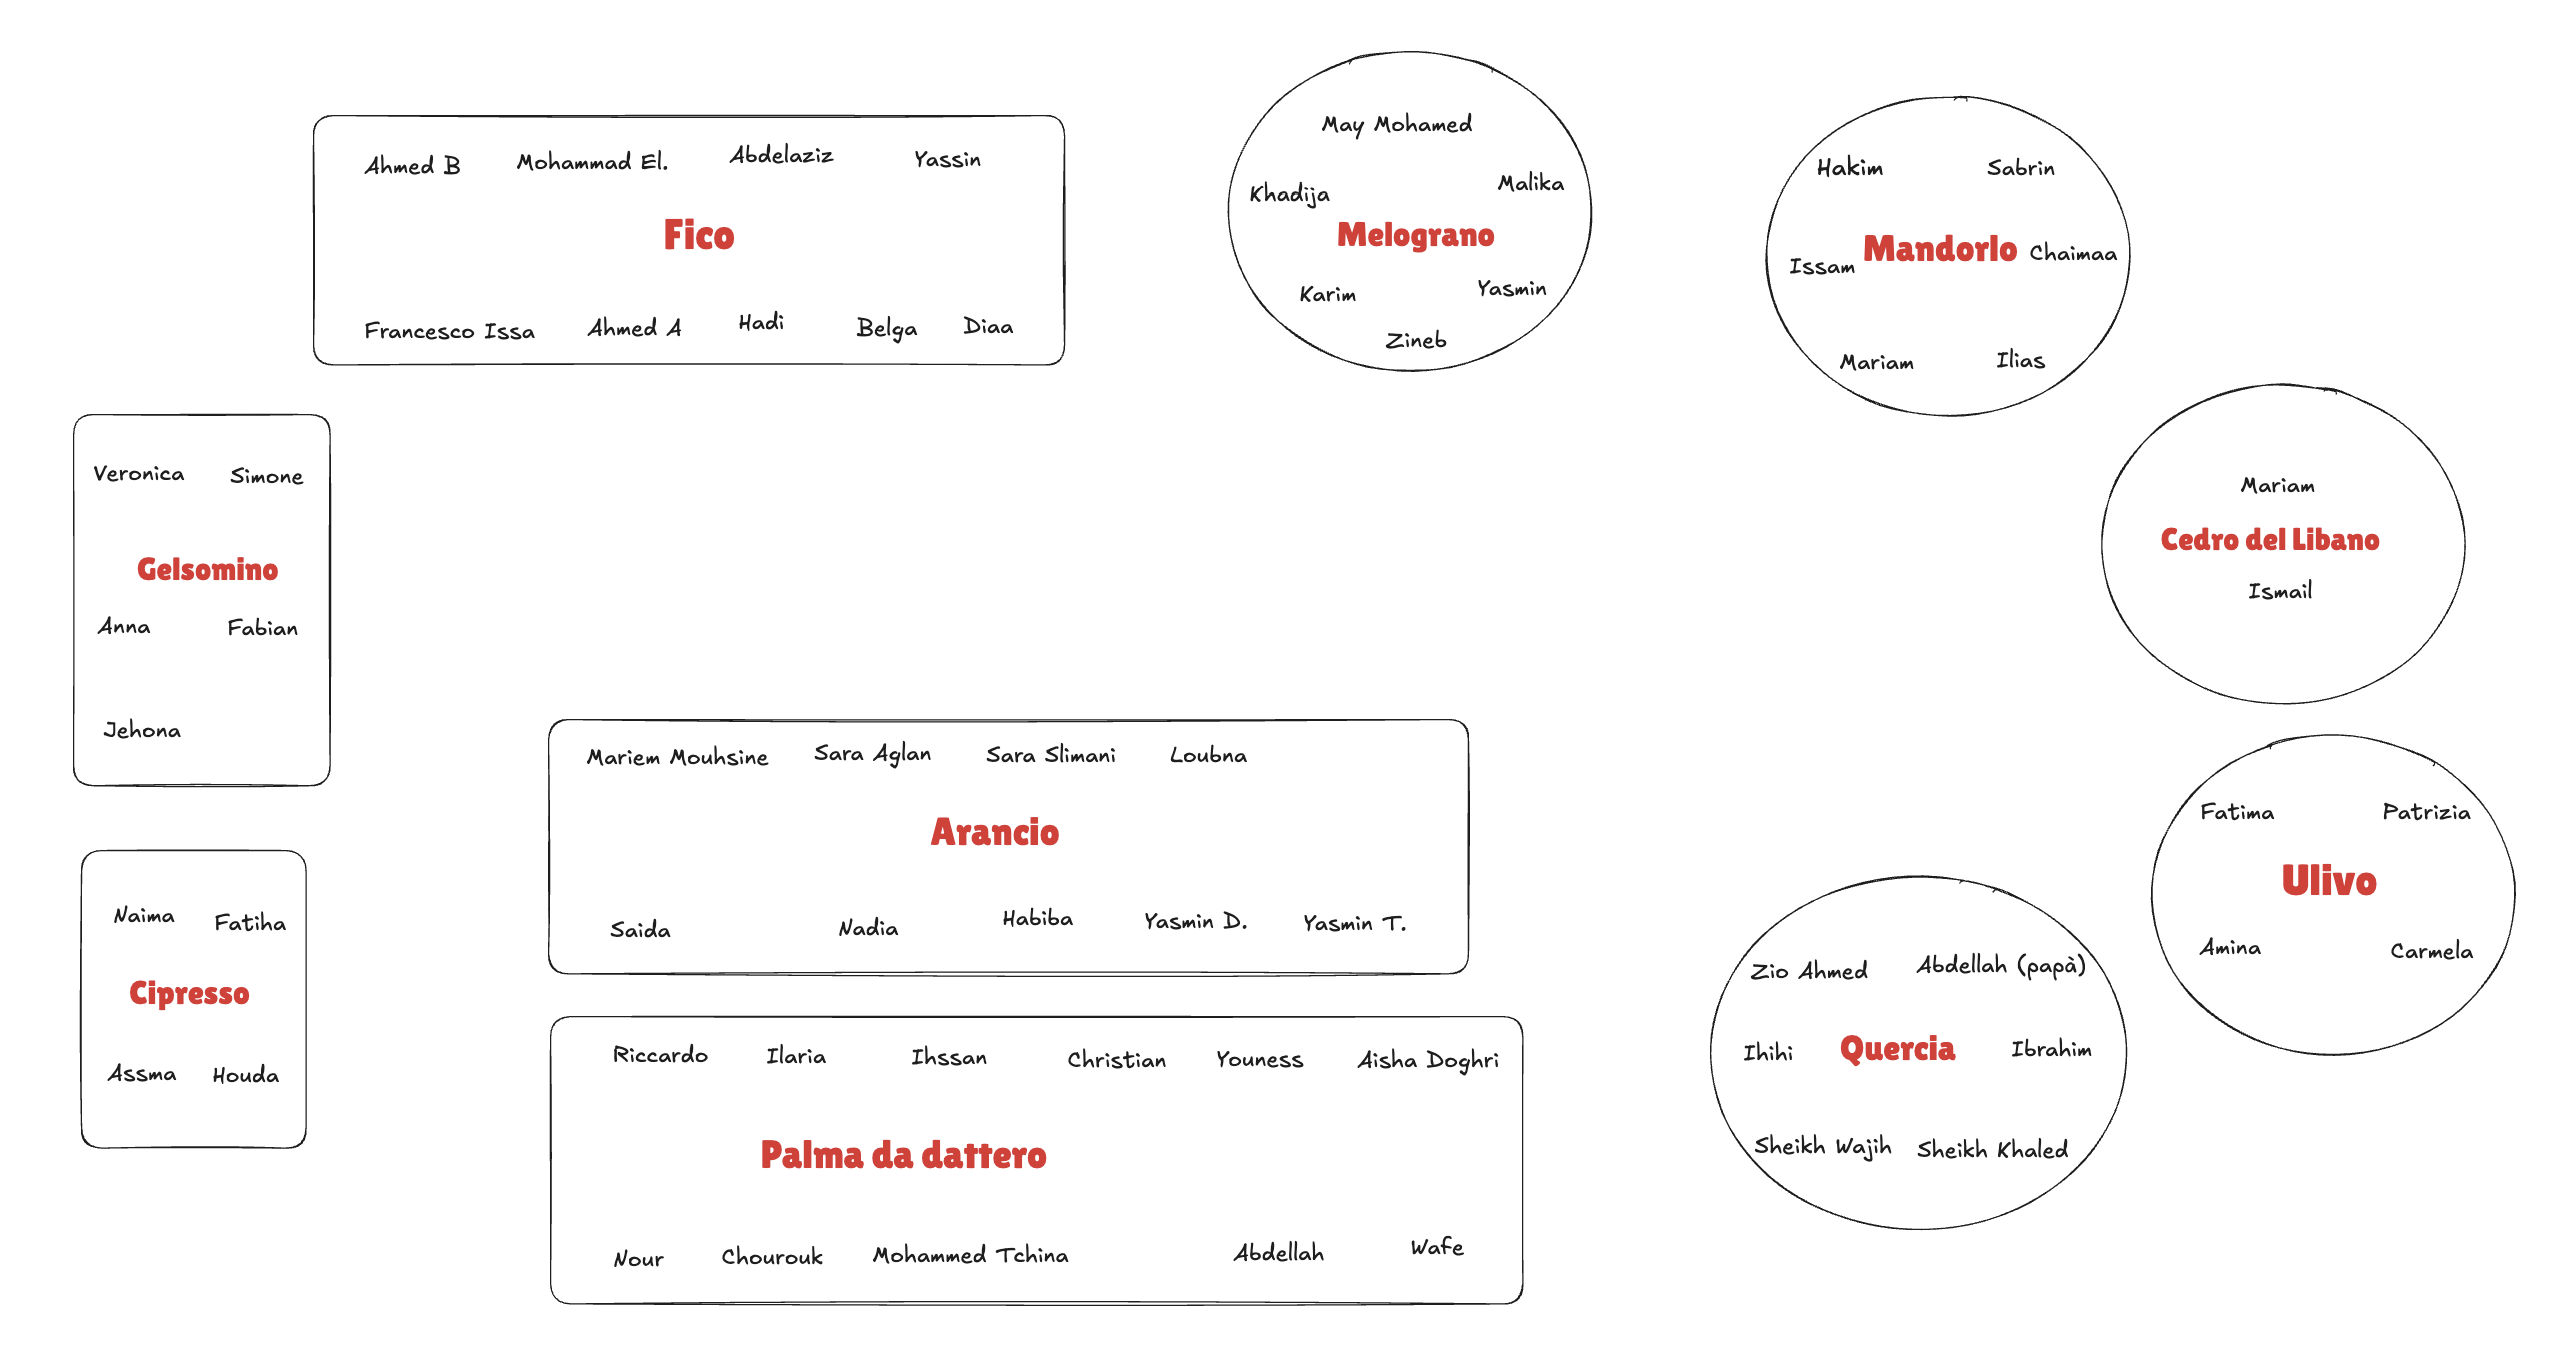 Ahmed B Mohammad El. Abdelaziz Yassin
Fico
Francesco Issa Ahmed A Hadi Belga Diaa
May Mohamed
Khadija Malika
Melograno
Karim Yasmin
Zineb
Hakim Sabrin
Issam Mandorlo Chaimaa
Mariam Ilias
Veronica Simone
Gelsomino
Anna Fabian
Jehona
Mariam
Cedro del Libano
Ismail
Mariem Mouhsine Sara Aglan Sara Slimani Loubna
Arancio
Saida Nadia Habiba Yasmin D. Yasmin T.
Fatima Patrizia
Ulivo
Amina Carmela
Naima Fatiha
Cipresso
Assma Houda
Zio Ahmed Abdellah (papà)
Ihihi Quercia Ibrahim
Sheikh Wajih Sheikh Khaled
Riccardo Ilaria Ihssan Christian Youness Aisha Doghri
Palma da dattero
Nour Chourouk Mohammed Tchina Abdellah Wafe